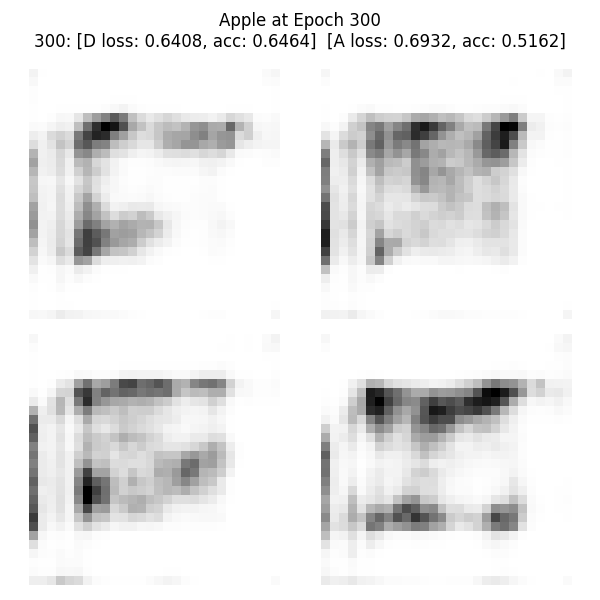 Apple at Epoch 300
300: [D loss: 0.6408, acc: 0.6464]  [A loss: 0.6932, acc: 0.5162]